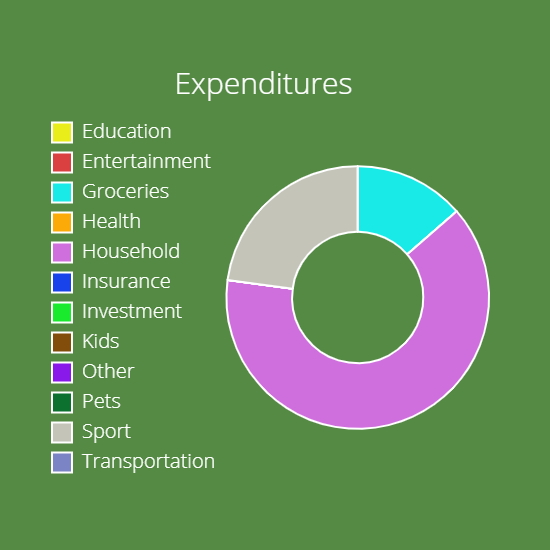 Expenditures
Education
Entertainment
Groceries
Health
Household
Insurance
Investment
Kids
Other
Pets
Sport
Transportation